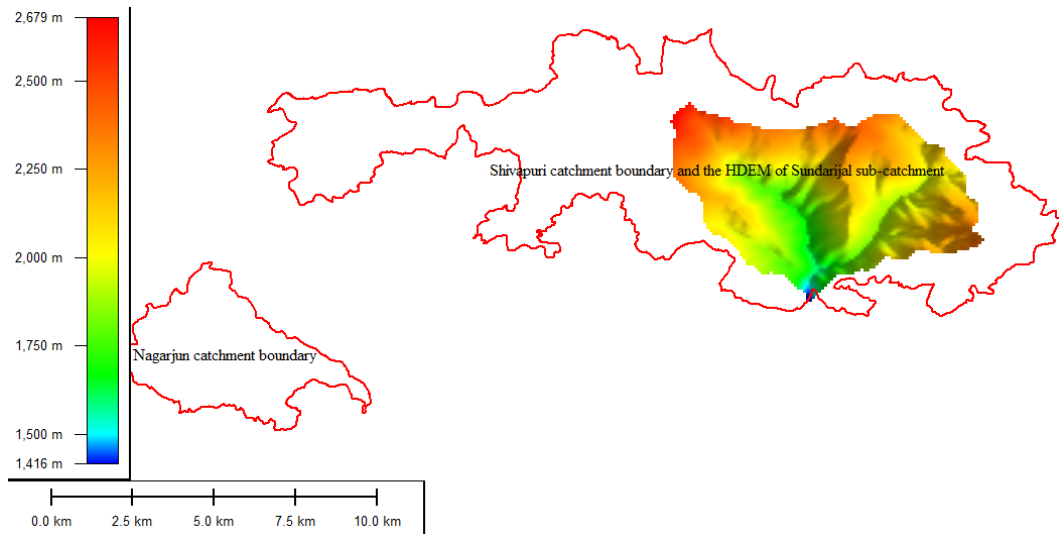 2,679 m
2,500 m
2,250 m
2,000 m
1,750 m
1,500 m
1,416 m
Shivapuri catchment boundary and the HDEM of Sundarijal sub-catchment
Nagarjun catchment boundary
0.0 km 2.5 km 5.0 km 7.5 km 10.0 km